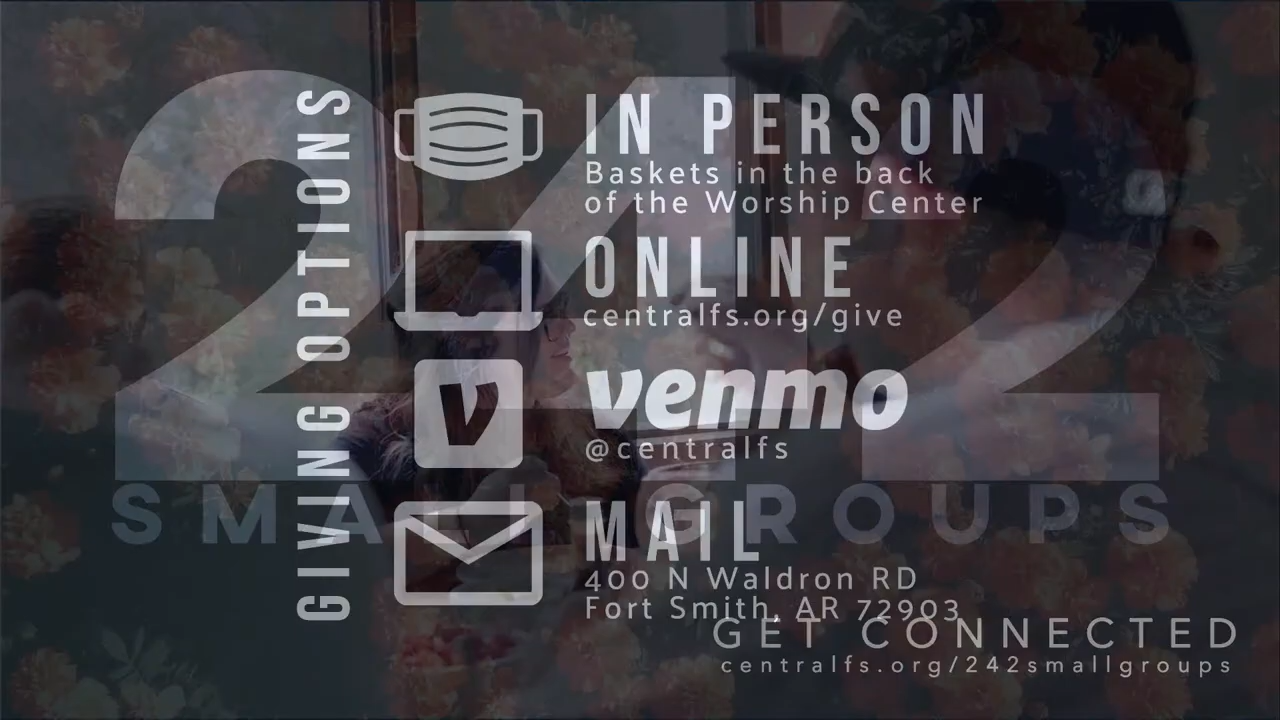 GIVING OPTIONS
IN PERSON
Baskets in the back
of the Worship Center
ONLINE
centralfs.org/give
venmo
@centralfs
MAIL
400 N Waldron RD
Fort Smith, AR 72903
242
SMALL GROUPS
GET CONNECTED
centralfs.org/242smallgroups